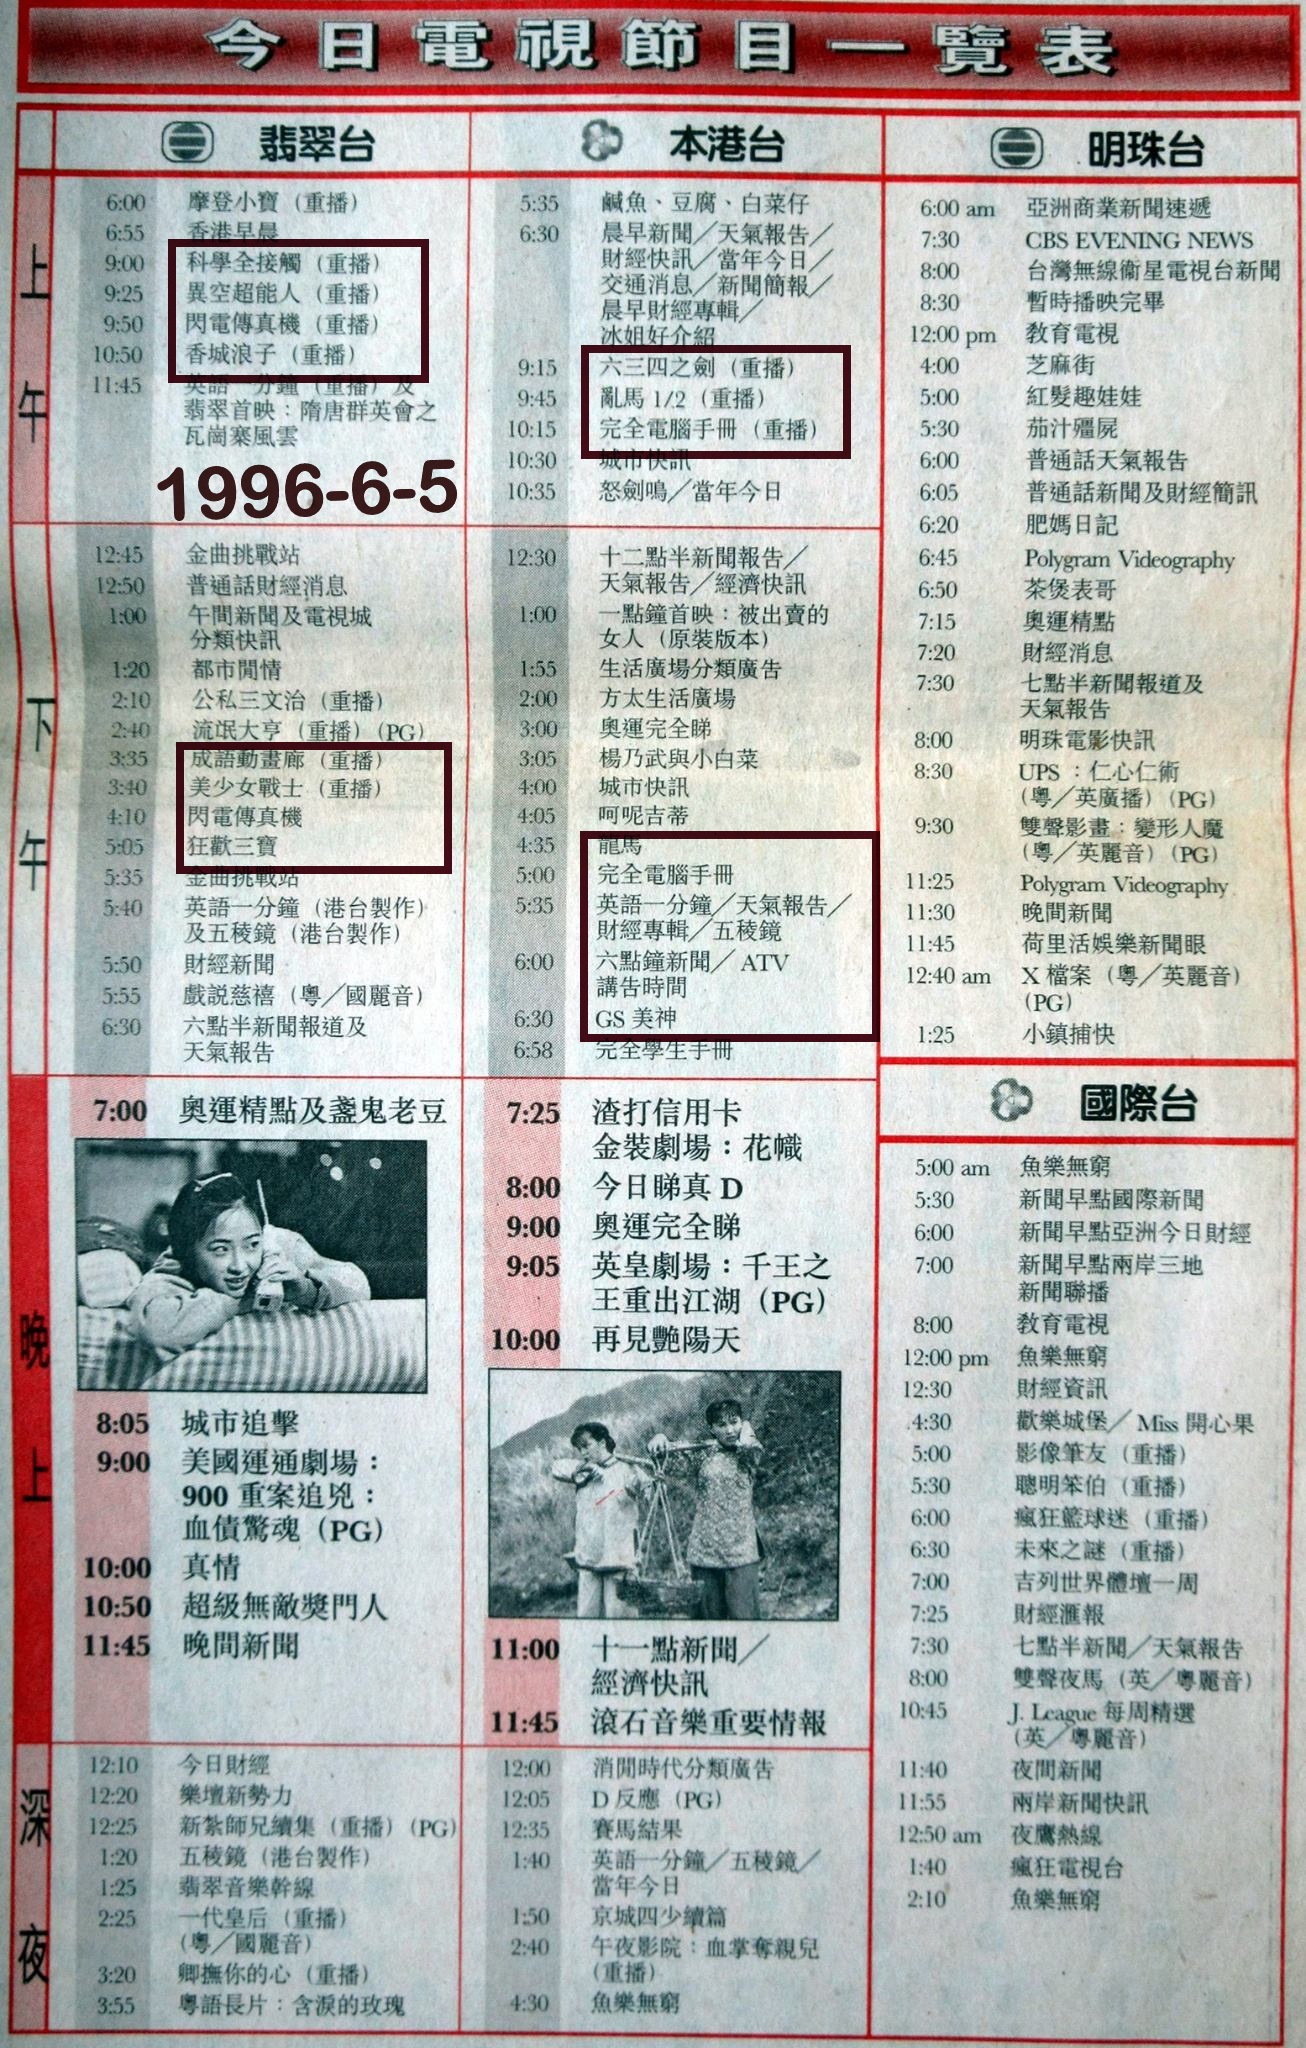 今日電視節目一覽表
翡翠台
上午
6:00 摩登小寶（重播）
6:55 香港早晨
9:00 科學全接觸（重播）
9:25 異空超能人（重播）
9:50 閃電傳真機（重播）
10:50 香城浪子（重播）
11:45 英語一分鐘（重播）及
翡翠首映：隋唐群英會之
瓦崗寨風雲
1996-6-5
下午
12:45 金曲挑戰站
12:50 普通話財經消息
1:00 午間新聞及電視城
分類快訊
1:20 都市閒情
2:10 公私三文治（重播）
2:40 流氓大亨（重播）(PG)
3:35 成語動畫廊（重播）
3:40 美少女戰士（重播）
4:10 閃電傳真機
5:05 狂歡三寶
5:35 金曲挑戰站
5:40 英語一分鐘（港台製作）
及五稜鏡（港台製作）
5:50 財經新聞
5:55 戲説慈禧（粵／國麗音）
6:30 六點半新聞報道及
天氣報告
晚上
7:00 奧運精點及盞鬼老豆
8:05 城市追擊
9:00 美國運通劇場：
900 重案追兇：
血債驚魂（PG）
10:00 真情
10:50 超級無敵獎門人
11:45 晚間新聞
深夜
12:10 今日財經
12:20 樂壇新勢力
12:25 新紮師兄續集（重播）(PG)
1:20 五稜鏡（港台製作）
1:25 翡翠音樂幹線
2:25 一代皇后（重播）
（粵／國麗音）
3:20 卿撫你的心（重播）
3:55 粵語長片：含淚的玫瑰
本港台
5:35 鹹魚、豆腐、白菜仔
6:30 晨早新聞／天氣報告／
財經快訊／當年今日／
交通消息／新聞簡報／
晨早財經專輯／
冰姐好介紹
9:15 六三四之劍（重播）
9:45 亂馬 1/2（重播）
10:15 完全電腦手冊（重播）
10:30 城市快訊
10:35 怒劍鳴／當年今日
12:30 十二點半新聞報告／
天氣報告／經濟快訊
1:00 一點鐘首映：被出賣的
女人（原裝版本）
1:55 生活廣場分類廣告
2:00 方太生活廣場
3:00 奧運完全睇
3:05 楊乃武與小白菜
4:00 城市快訊
4:05 呵呢吉蒂
4:35 龍馬
5:00 完全電腦手冊
5:35 英語一分鐘／天氣報告／
財經專輯／五稜鏡
6:00 六點鐘新聞／ATV
講告時間
6:30 GS 美神
6:58 完全學生手冊
7:25 渣打信用卡
金裝劇場：花幟
8:00 今日睇真 D
9:00 奧運完全睇
9:05 英皇劇場：千王之
王重出江湖（PG）
10:00 再見艷陽天
11:00 十一點新聞／
經濟快訊
11:45 滾石音樂重要情報
12:00 消閒時代分類廣告
12:05 D 反應（PG）
12:35 賽馬結果
1:40 英語一分鐘／五稜鏡／
當年今日
1:50 京城四少續篇
2:40 午夜影院：血掌奪親兒
（重播）
4:30 魚樂無窮
明珠台
6:00 am 亞洲商業新聞速遞
7:30 CBS EVENING NEWS
8:00 台灣無線衞星電視台新聞
8:30 暫時播映完畢
12:00 pm 教育電視
4:00 芝麻街
5:00 紅髮趣娃娃
5:30 茄汁殭屍
6:00 普通話天氣報告
6:05 普通話新聞及財經簡訊
6:20 肥媽日記
6:45 Polygram Videography
6:50 茶煲表哥
7:15 奧運精點
7:20 財經消息
7:30 七點半新聞報道及
天氣報告
8:00 明珠電影快訊
8:30 UPS：仁心仁術
（粵／英廣播）(PG)
9:30 雙聲影畫：變形人魔
（粵／英麗音）(PG)
11:25 Polygram Videography
11:30 晚間新聞
11:45 荷里活娛樂新聞眼
12:40 am X 檔案（粵／英麗音）
(PG)
1:25 小鎮捕快
國際台
5:00 am 魚樂無窮
5:30 新聞早點國際新聞
6:00 新聞早點亞洲今日財經
7:00 新聞早點兩岸三地
新聞聯播
8:00 教育電視
12:00 pm 魚樂無窮
12:30 財經資訊
4:30 歡樂城堡／Miss 開心果
5:00 影像筆友（重播）
5:30 聰明笨伯（重播）
6:00 瘋狂籃球迷（重播）
6:30 未來之謎（重播）
7:00 吉列世界體壇一周
7:25 財經滙報
7:30 七點半新聞／天氣報告
8:00 雙聲夜馬（英／粵麗音）
10:45 J. League 每周精選
（英／粵麗音）
11:40 夜間新聞
11:55 兩岸新聞快訊
12:50 am 夜鷹熱線
1:40 瘋狂電視台
2:10 魚樂無窮